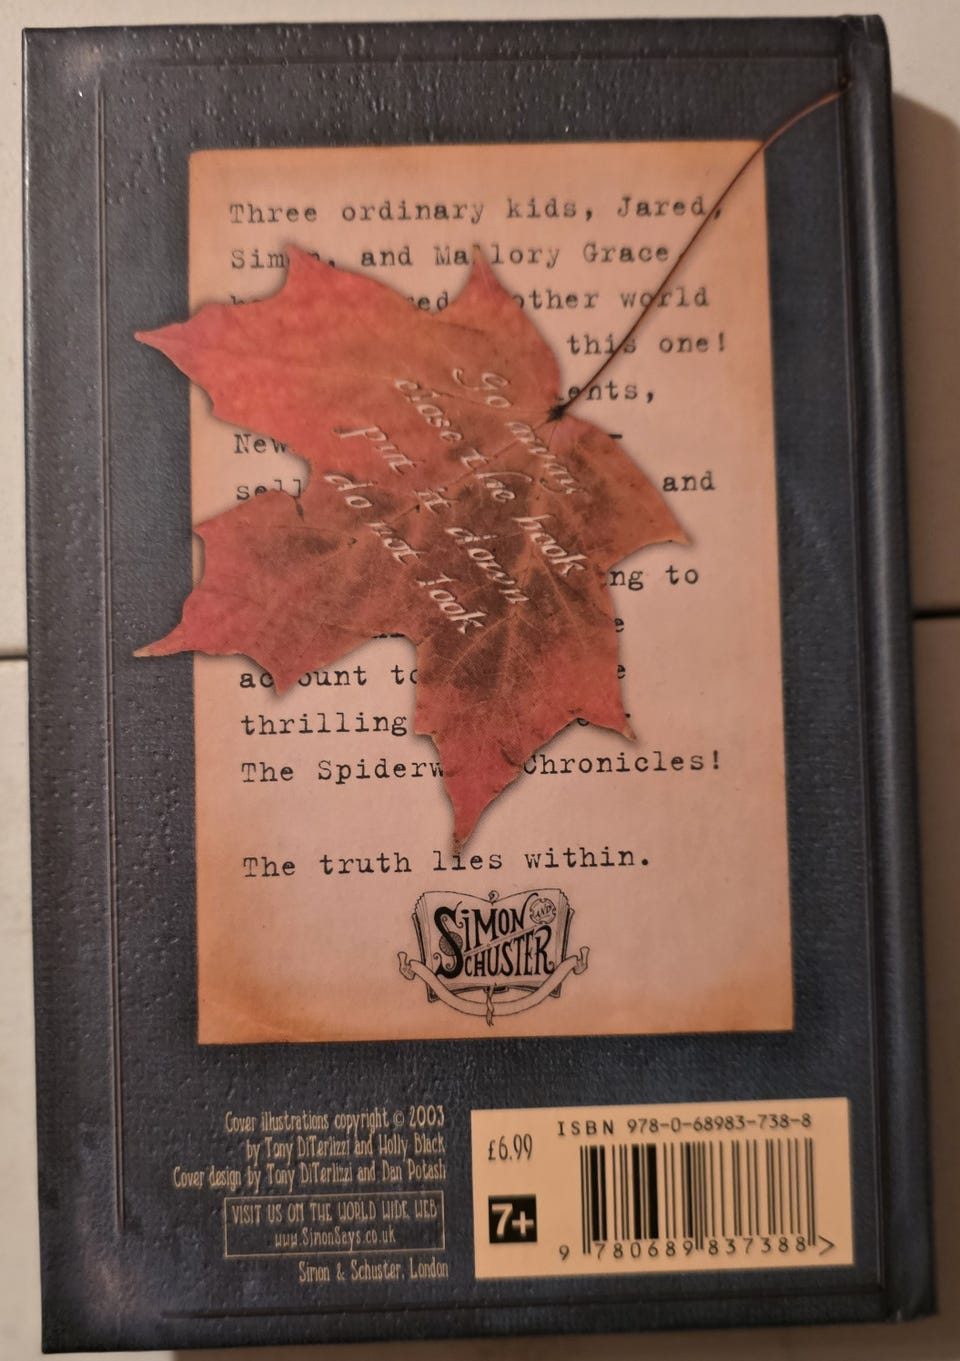 Three ordinary kids, Jared,
Simon, and Mallory Grace
other world
this one!
New
and
ng to
account to
thrilling
The Spiderw Chronicles!
The truth lies within.
Go away
close the book
put it down
do not look
SIMON AND SCHUSTER
Cover illustrations copyright © 2003
by Tony DiTerlizzi and Holly Black
Cover design by Tony DiTerlizzi and Dan Potash
VISIT US ON THE WORLD WIDE WEB
www.SimonSays.co.uk
Simon & Schuster, London
£6.99
7+
ISBN 978-0-68983-738-8
9 780689 837388 >